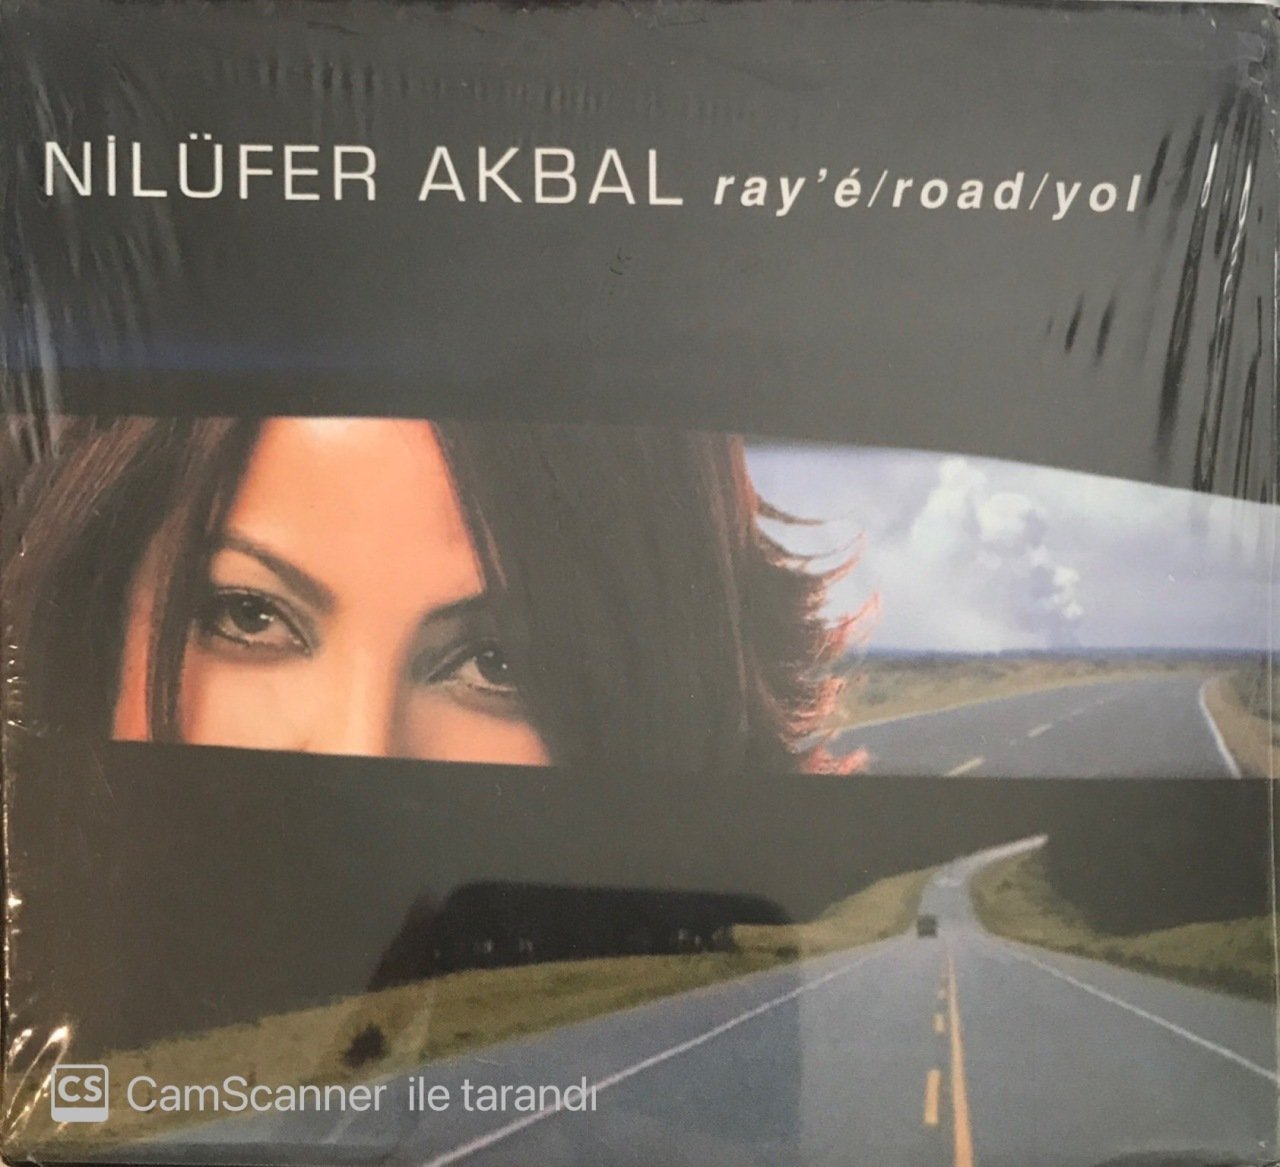 NİLÜFER AKBAL ray'é/road/yol
CS CamScanner ile tarandı